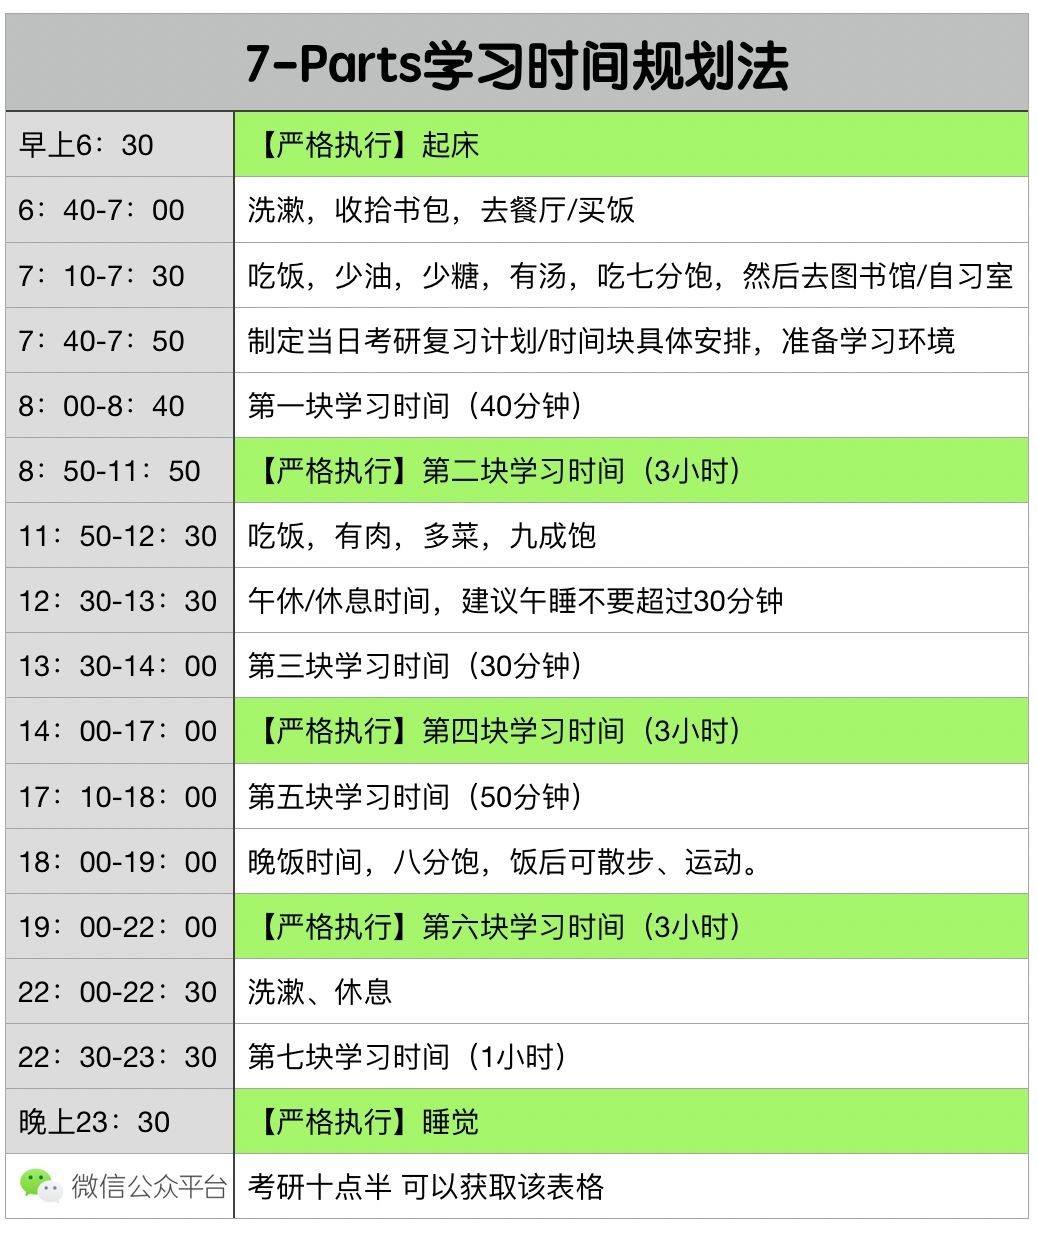 7-Parts学习时间规划法
早上6：30 【严格执行】起床
6：40-7：00 洗漱，收拾书包，去餐厅/买饭
7：10-7：30 吃饭，少油，少糖，有汤，吃七分饱，然后去图书馆/自习室
7：40-7：50 制定当日考研复习计划/时间块具体安排，准备学习环境
8：00-8：40 第一块学习时间（40分钟）
8：50-11：50 【严格执行】第二块学习时间（3小时）
11：50-12：30 吃饭，有肉，多菜，九成饱
12：30-13：30 午休/休息时间，建议午睡不要超过30分钟
13：30-14：00 第三块学习时间（30分钟）
14：00-17：00 【严格执行】第四块学习时间（3小时）
17：10-18：00 第五块学习时间（50分钟）
18：00-19：00 晚饭时间，八分饱，饭后可散步、运动。
19：00-22：00 【严格执行】第六块学习时间（3小时）
22：00-22：30 洗漱、休息
22：30-23：30 第七块学习时间（1小时）
晚上23：30 【严格执行】睡觉
微信公众平台 考研十点半 可以获取该表格